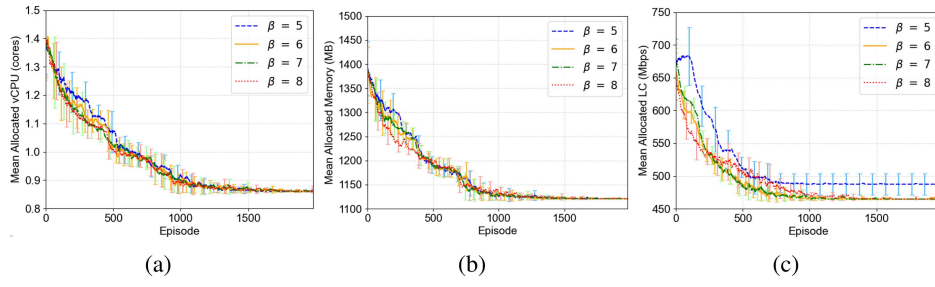 Mean Allocated vCPU (cores)
1.5
1.4
1.3
1.2
1.1
1.0
0.9
0.8
β = 5
β = 6
β = 7
β = 8
0 500 1000 1500
Episode
(a)
Mean Allocated Memory (MB)
1500
1450
1400
1350
1300
1250
1200
1150
1100
β = 5
β = 6
β = 7
β = 8
0 500 1000 1500
Episode
(b)
Mean Allocated LC (Mbps)
750
700
650
600
550
500
450
β = 5
β = 6
β = 7
β = 8
0 500 1000 1500
Episode
(c)